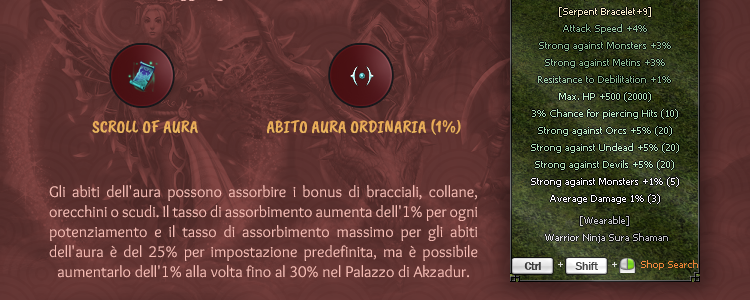 SCROLL OF AURA
ABITO AURA ORDINARIA (1%)
Gli abiti dell'aura possono assorbire i bonus di bracciali, collane,
orecchini o scudi. Il tasso di assorbimento aumenta dell'1% per ogni
potenziamento e il tasso di assorbimento massimo per gli abiti
dell'aura è del 25% per impostazione predefinita, ma è possibile
aumentarlo dell'1% alla volta fino al 30% nel Palazzo di Akzadur.
[Serpent Bracelet+9]
Attack Speed +4%
Strong against Monsters +3%
Strong against Metins +3%
Resistance to Debilitation +1%
Max. HP +500 (2000)
3% Chance for piercing Hits (10)
Strong against Orcs +5% (20)
Strong against Undead +5% (20)
Strong against Devils +5% (20)
Strong against Monsters +1% (5)
Average Damage 1% (3)
[Wearable]
Warrior Ninja Sura Shaman
Ctrl + Shift + Shop Search